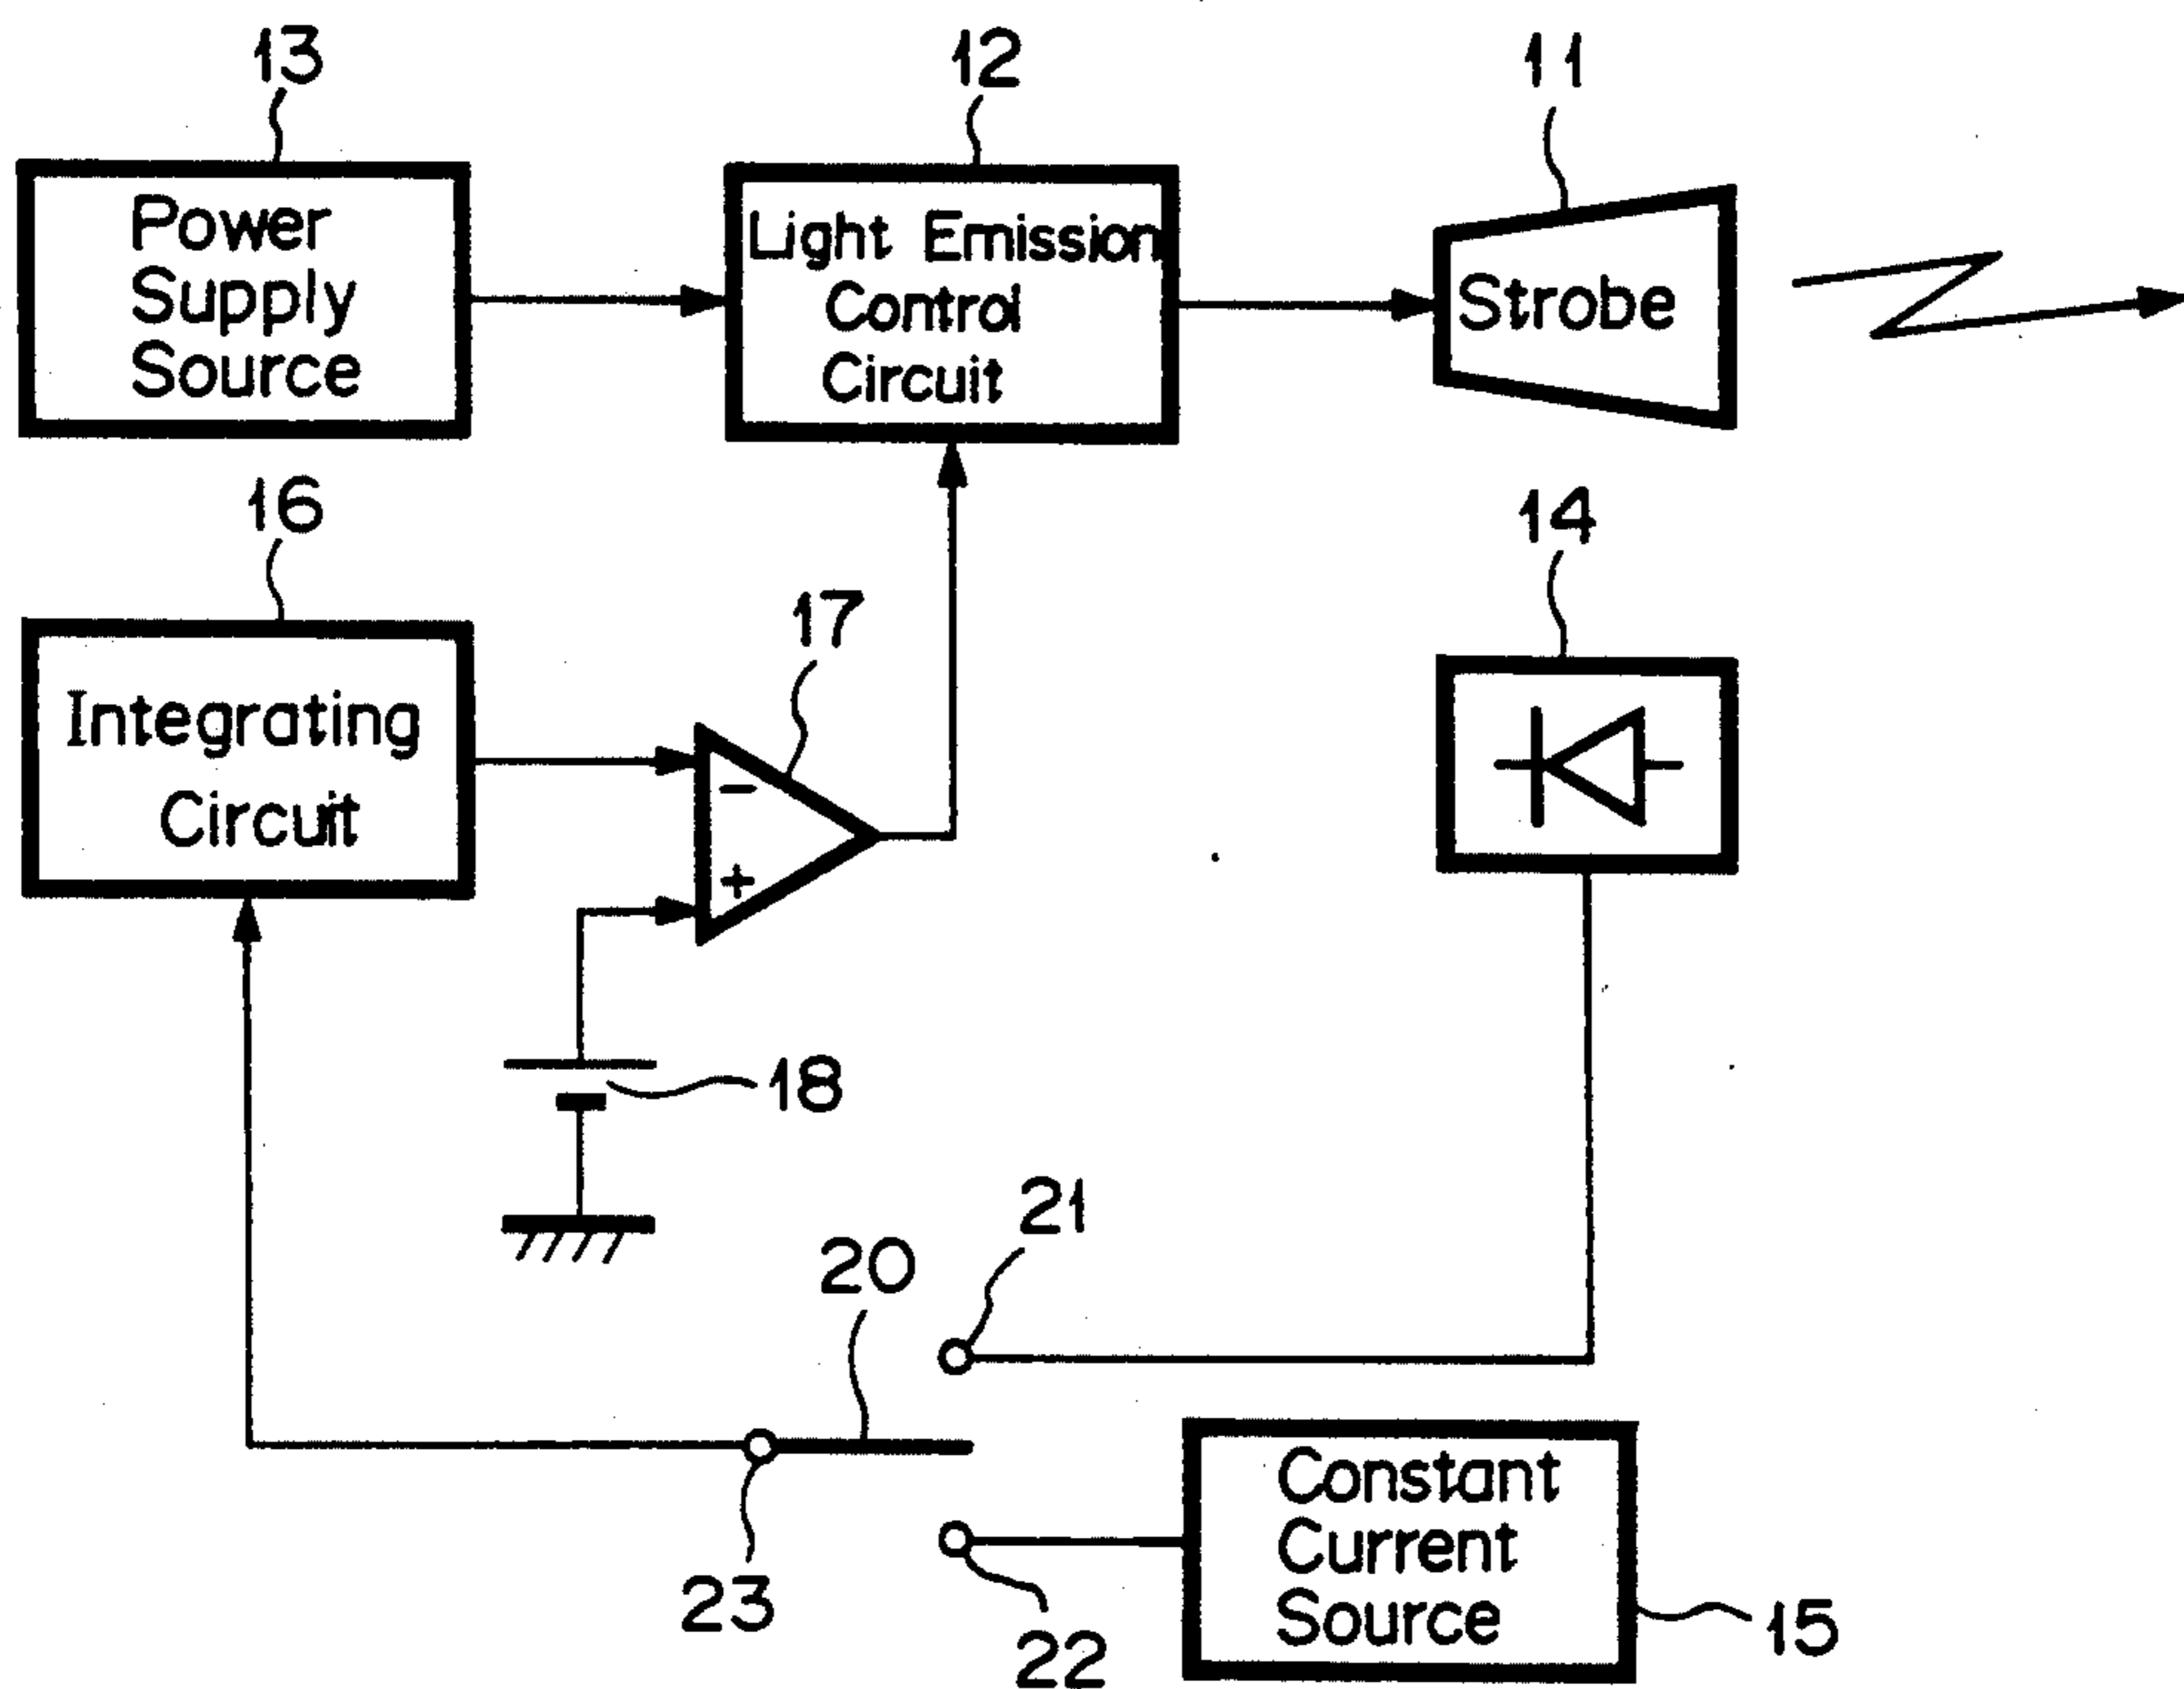 13
12
11
Power
Supply
Source
Light Emission
Control
Circuit
Strobe
16
14
17
Integrating
Circuit
−
+
18
21
20
23
22
Constant
Current
Source
15